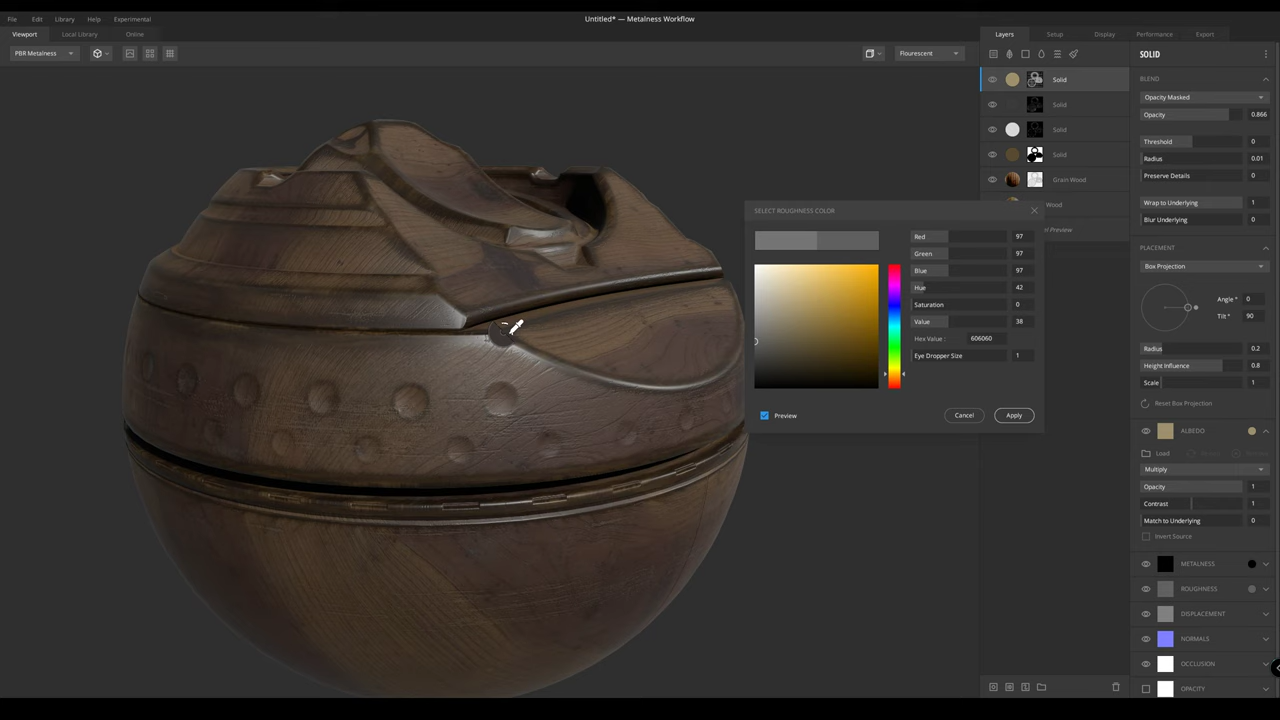 Untitled* — Metalness Workflow
File Edit Library Help Experimental
Viewport Local Library Online
Layers Setup Display Performance Export
PBR Metalness
Flourescent
SOLID
BLEND
Solid
Solid
Solid
Solid
Grain Wood
Wood
Preview
Opacity Masked
Opacity 0.866
Threshold 0
Radius 0.01
Preserve Details 0
Wrap to Underlying 1
Blur Underlying 0
PLACEMENT
Box Projection
Angle ° 0
Tilt ° 90
Radius 0.2
Height Influence 0.8
Scale 1
Reset Box Projection
ALBEDO
Load
Multiply
Opacity 1
Contrast 1
Match to Underlying 0
Invert Source
METALNESS
ROUGHNESS
DISPLACEMENT
NORMALS
OCCLUSION
OPACITY
SELECT ROUGHNESS COLOR
Red 97
Green 97
Blue 97
Hue 42
Saturation 0
Value 38
Hex Value : 606060
Eye Dropper Size 1
Preview
Cancel
Apply